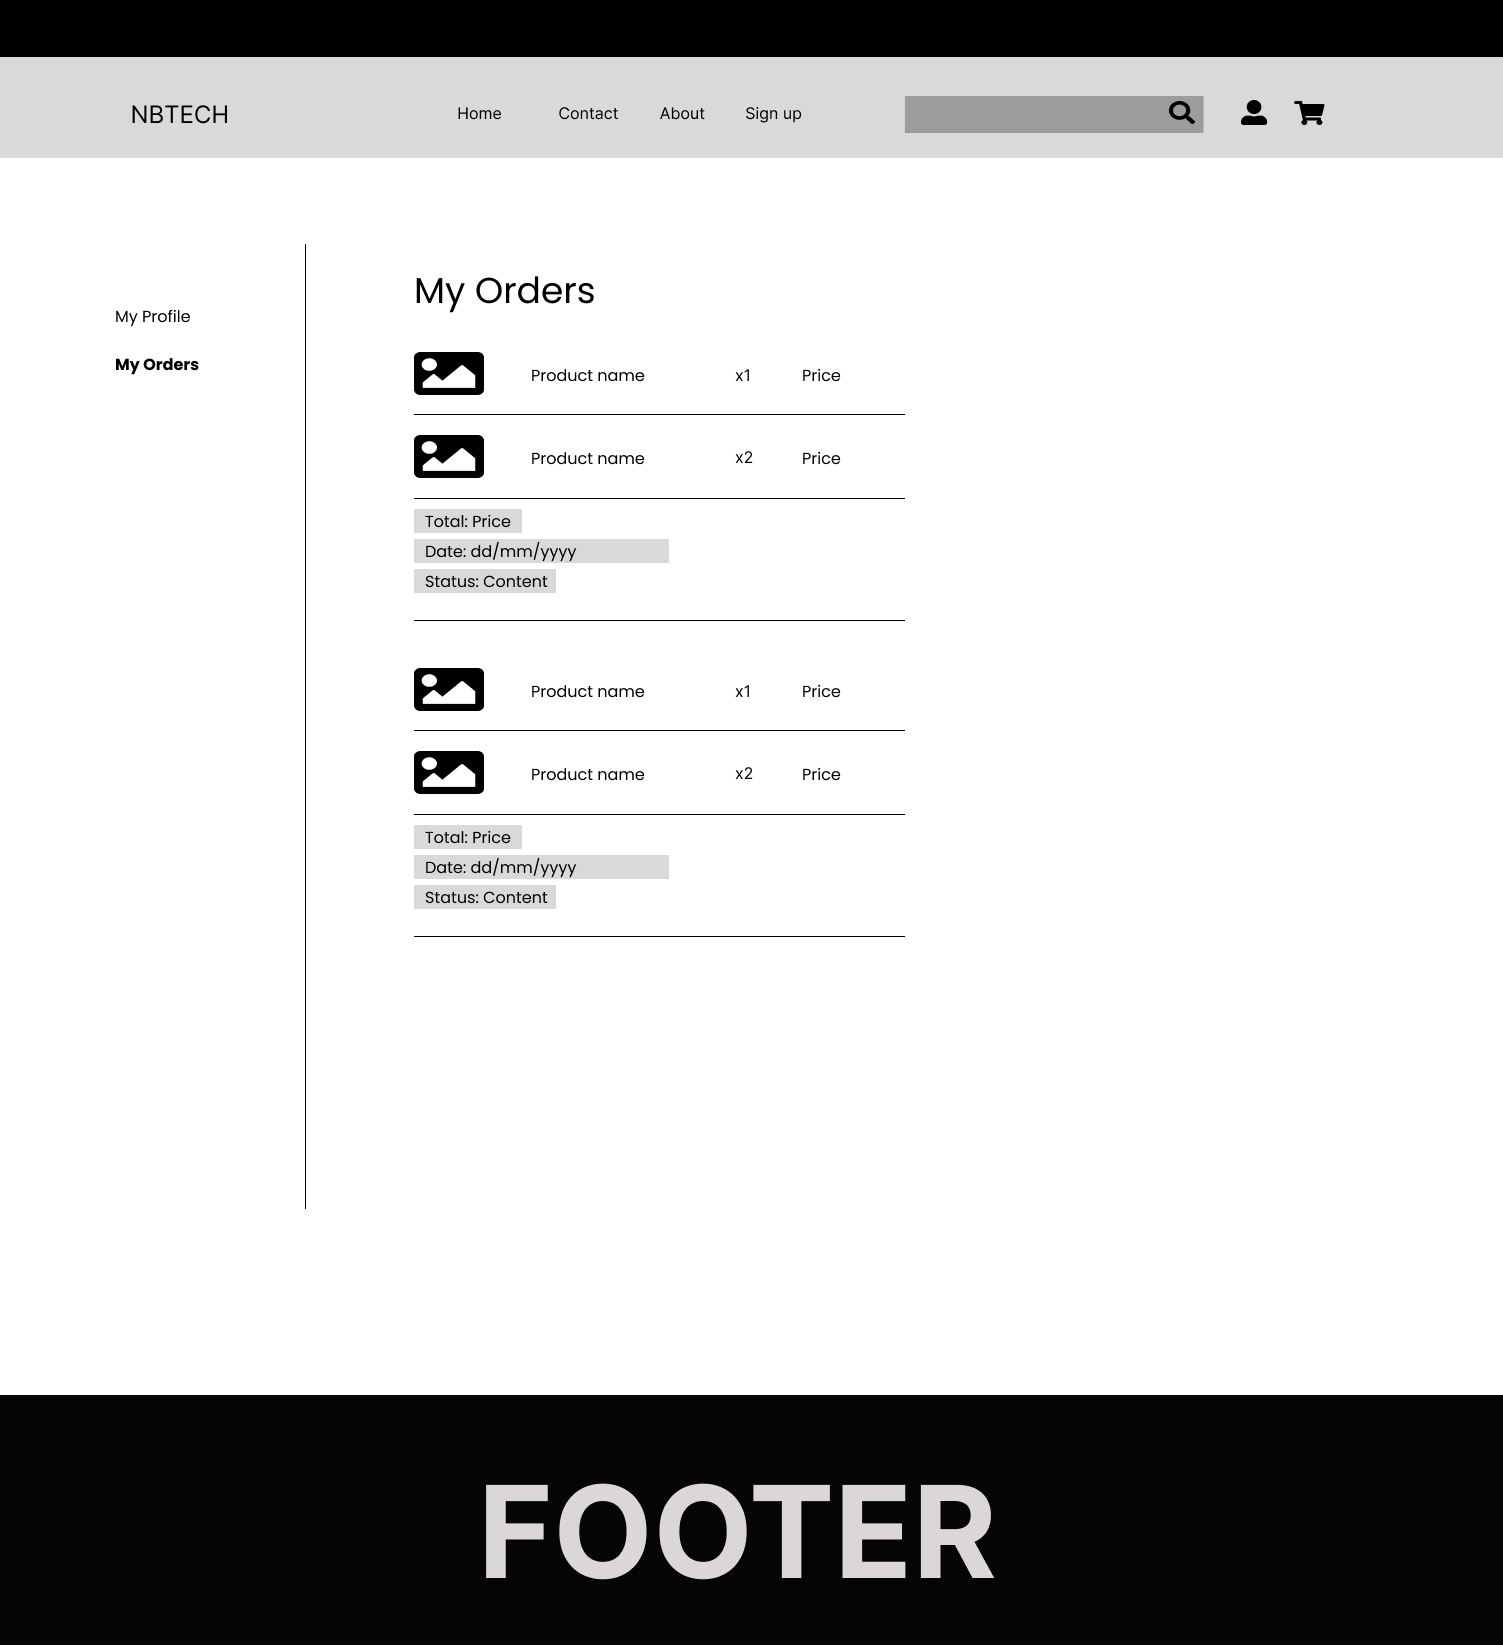 NBTECH
Home Contact About Sign up
My Profile
My Orders
My Orders
Product name x1 Price
Product name x2 Price
Total: Price
Date: dd/mm/yyyy
Status: Content
Product name x1 Price
Product name x2 Price
Total: Price
Date: dd/mm/yyyy
Status: Content
FOOTER